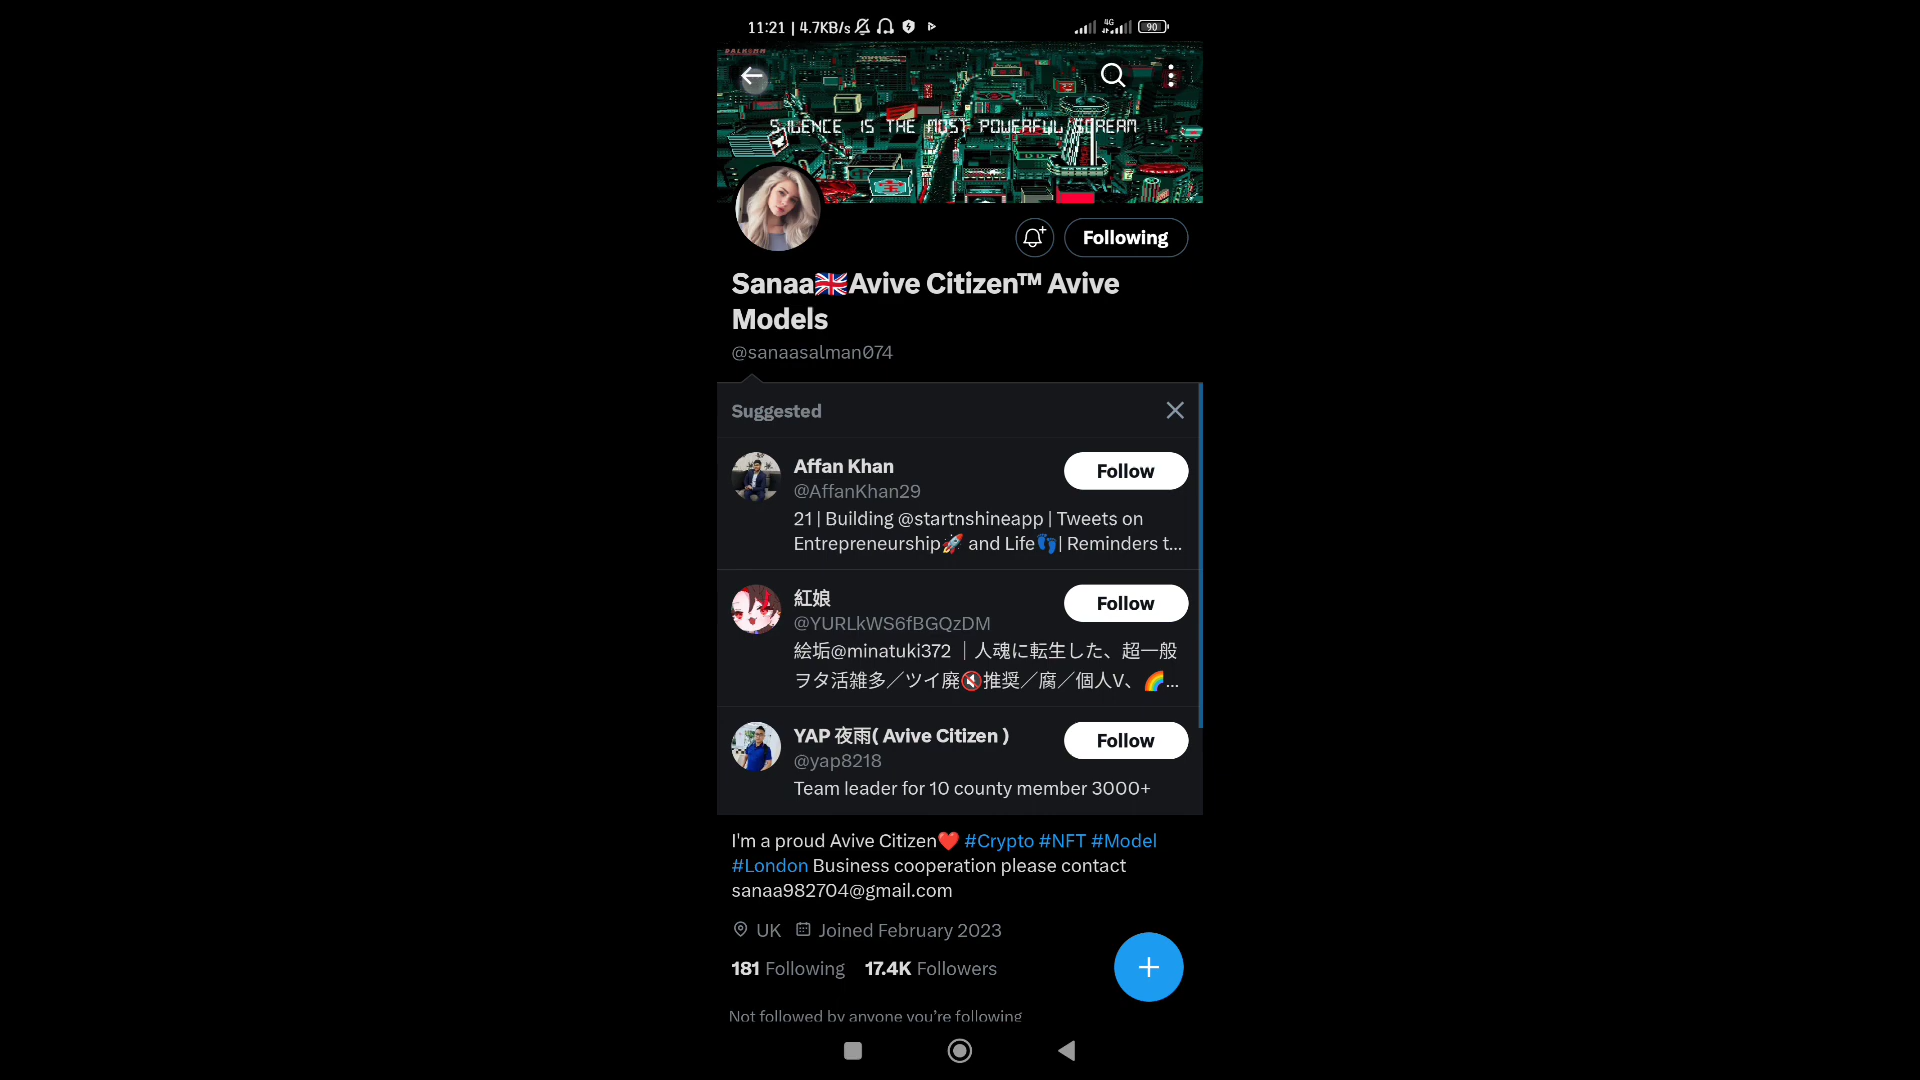 11:21 | 4.7KB/s
4G
90
SILENCE IS THE MOST POWERFUL SCREAM
Following
Sanaa🇬🇧Avive Citizen™ Avive
Models
@sanaasalman074
Suggested
Affan Khan
Follow
@AffanKhan29
21 | Building @startnshineapp | Tweets on
Entrepreneurship🚀 and Life👣| Reminders t...
紅娘
Follow
@YURLkWS6fBGQzDM
絵垢@minatuki372 ｜人魂に転生した、超一般
ヲタ活雑多／ツイ廃🔇推奨／腐／個人V、🌈...
YAP 夜雨( Avive Citizen )
Follow
@yap8218
Team leader for 10 county member 3000+
I'm a proud Avive Citizen❤️ #Crypto #NFT #Model
#London Business cooperation please contact
sanaa982704@gmail.com
UK Joined February 2023
181 Following 17.4K Followers
Not followed by anyone you're following